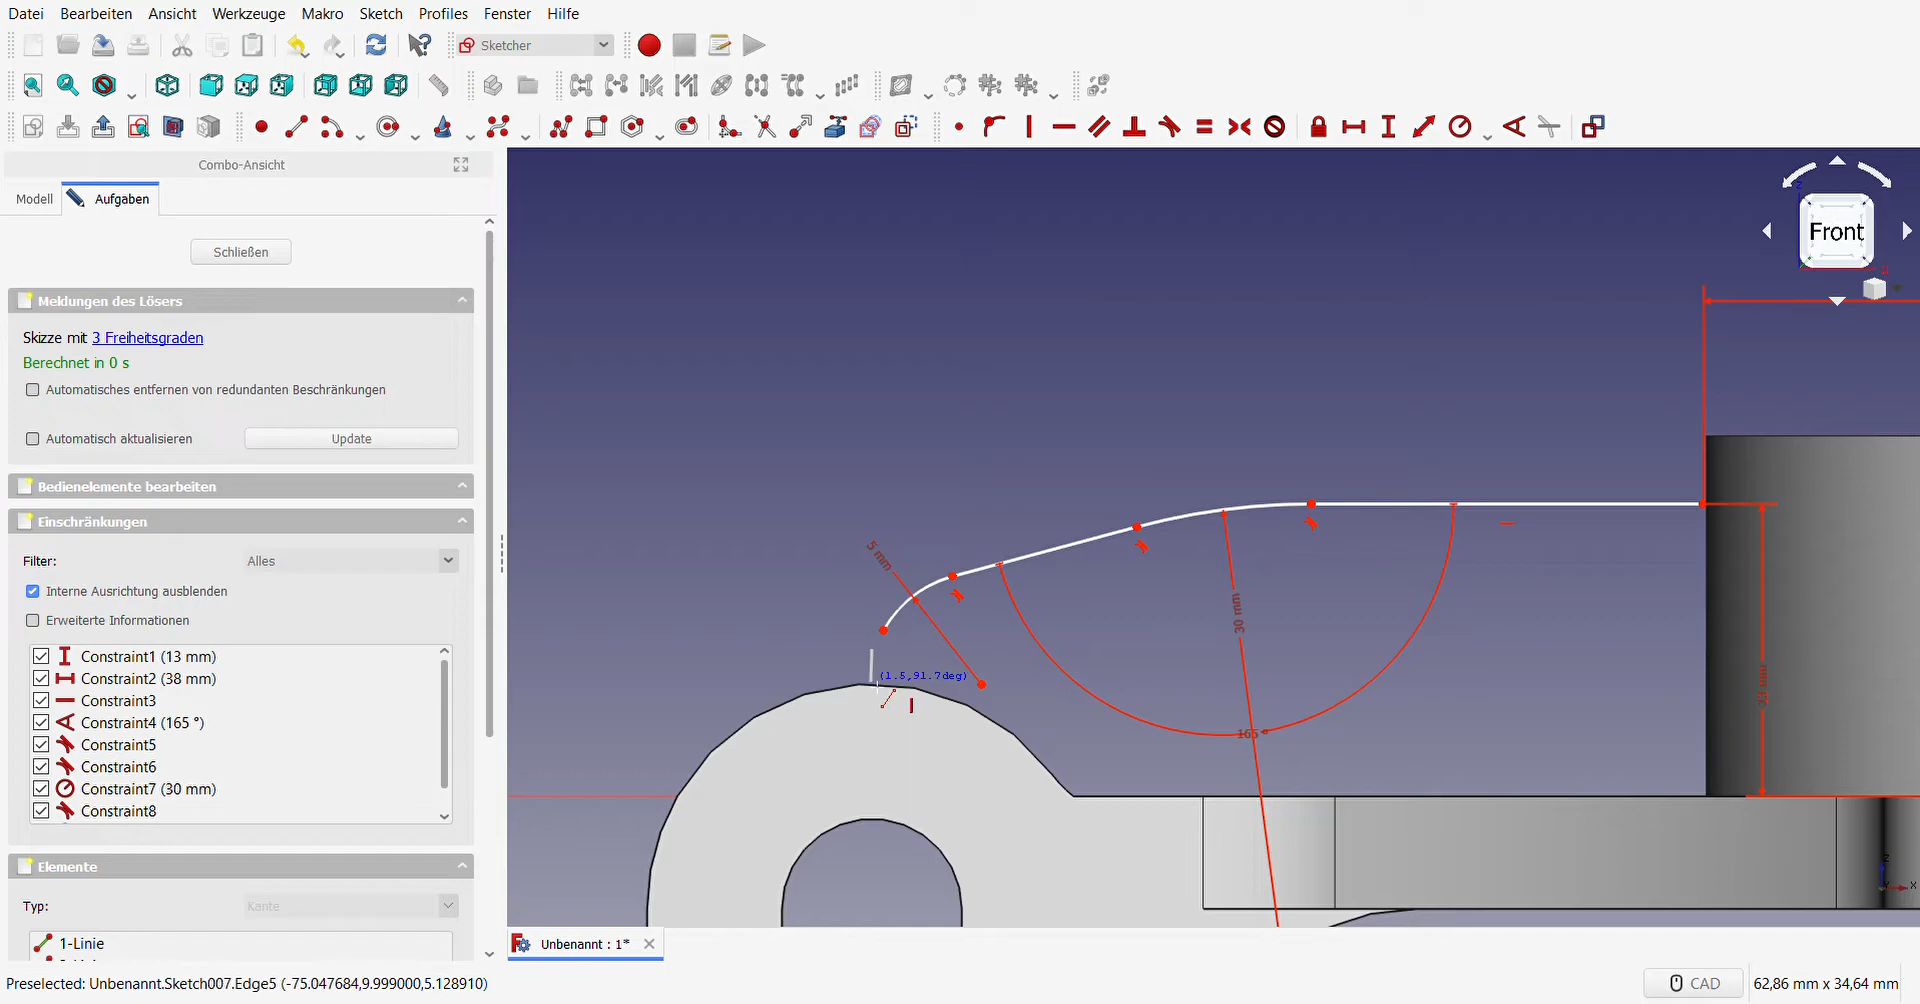 Datei Bearbeiten Ansicht Werkzeuge Makro Sketch Profiles Fenster Hilfe
Sketcher
Combo-Ansicht
Modell Aufgaben
Schließen
Meldungen des Lösers
Skizze mit 3 Freiheitsgraden
Berechnet in 0 s
Automatisches entfernen von redundanten Beschränkungen
Automatisch aktualisieren Update
Bedienelemente bearbeiten
Einschränkungen
Filter: Alles
Interne Ausrichtung ausblenden
Erweiterte Informationen
Constraint1 (13 mm)
Constraint2 (38 mm)
Constraint3
Constraint4 (165 °)
Constraint5
Constraint6
Constraint7 (30 mm)
Constraint8
Elemente
Typ: Kante
1-Linie
Front
5 mm
30 mm
(1.5,91.7deg)
165 °
Z
X
Unbenannt : 1*
Preselected: Unbenannt.Sketch007.Edge5 (-75.047684,9.999000,5.128910)
CAD 62,86 mm x 34,64 mm